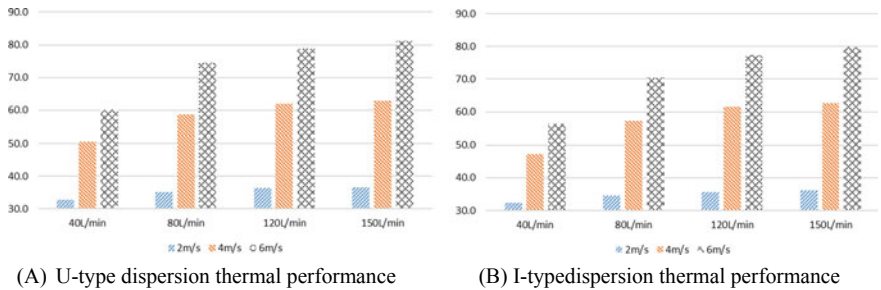 90.0
80.0
70.0
60.0
50.0
40.0
30.0
40L/min 80L/min 120L/min 150L/min
2m/s 4m/s 6m/s
(A) U-type dispersion thermal performance
90.0
80.0
70.0
60.0
50.0
40.0
30.0
40L/min 80L/min 120L/min 150L/min
2m/s 4m/s 6m/s
(B) I-typedispersion thermal performance